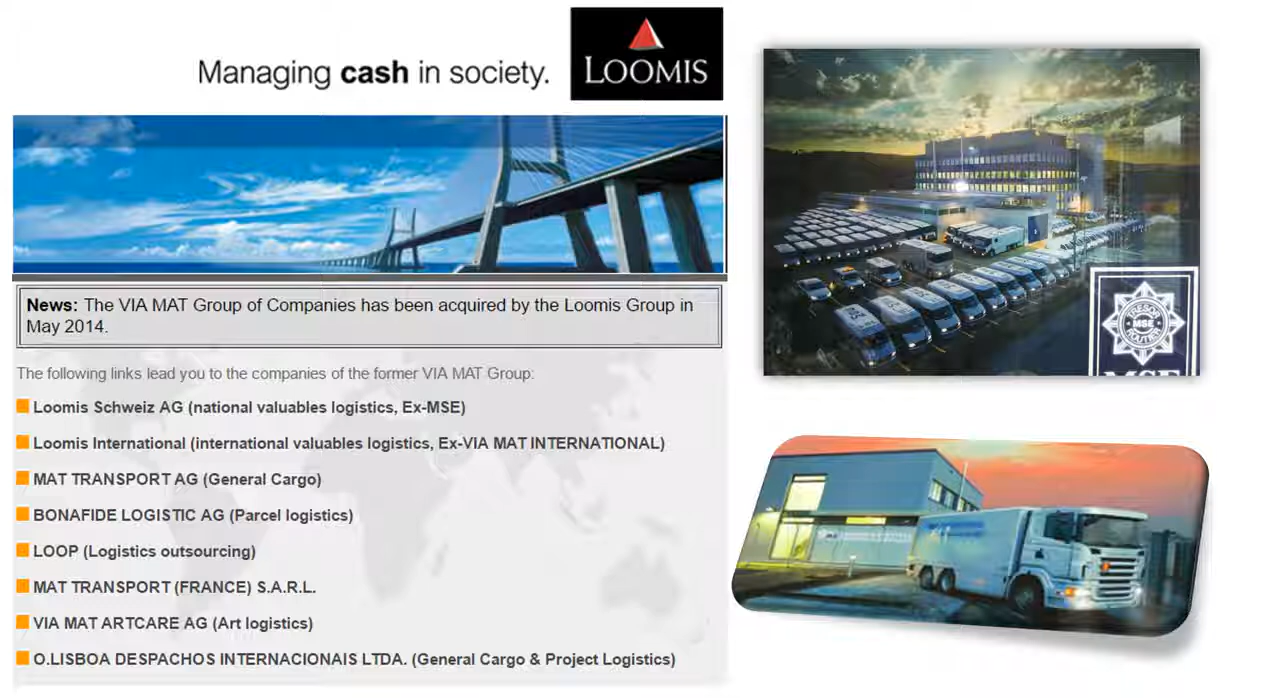 Managing cash in society.
LOOMIS
News: The VIA MAT Group of Companies has been acquired by the Loomis Group in
May 2014.
The following links lead you to the companies of the former VIA MAT Group:
Loomis Schweiz AG (national valuables logistics, Ex-MSE)
Loomis International (international valuables logistics, Ex-VIA MAT INTERNATIONAL)
MAT TRANSPORT AG (General Cargo)
BONAFIDE LOGISTIC AG (Parcel logistics)
LOOP (Logistics outsourcing)
MAT TRANSPORT (FRANCE) S.A.R.L.
VIA MAT ARTCARE AG (Art logistics)
O.LISBOA DESPACHOS INTERNACIONAIS LTDA. (General Cargo & Project Logistics)
TRESOR
MSE
ROUTIER
MSE